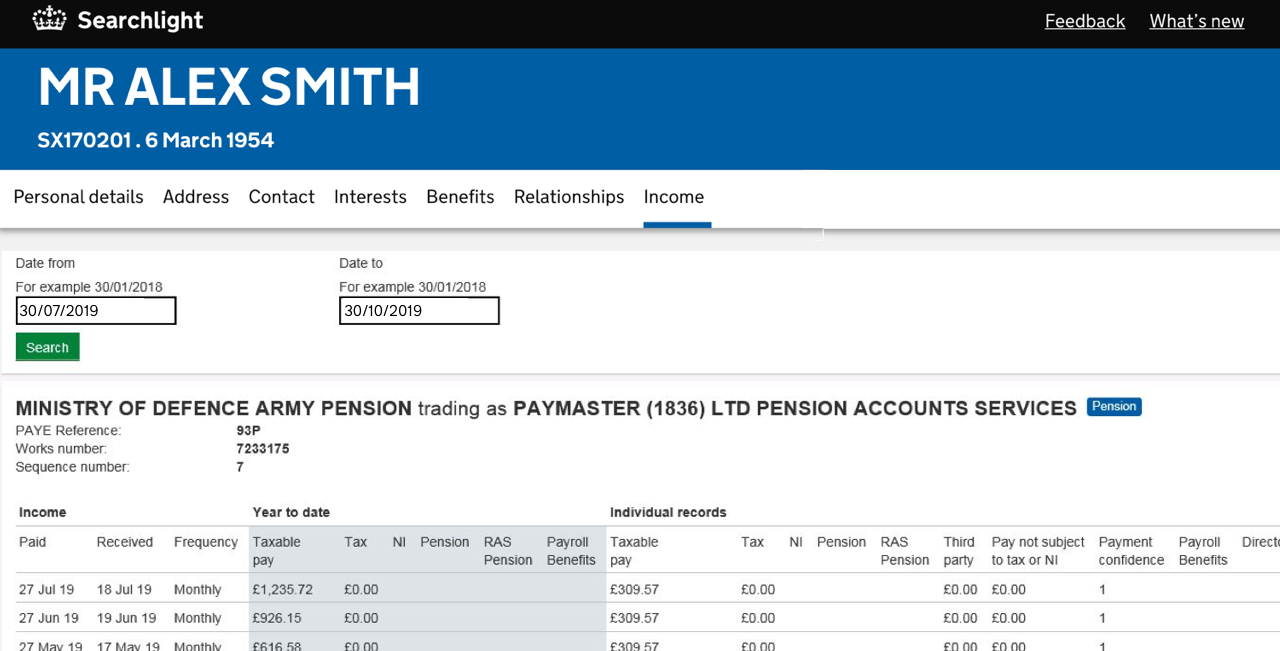 Searchlight Feedback What's new
MR ALEX SMITH
SX170201 . 6 March 1954
Personal details Address Contact Interests Benefits Relationships Income
Date from Date to
For example 30/01/2018 For example 30/01/2018
30/07/2019 30/10/2019
Search
MINISTRY OF DEFENCE ARMY PENSION trading as PAYMASTER (1836) LTD PENSION ACCOUNTS SERVICES Pension
PAYE Reference: 93P
Works number: 7233175
Sequence number: 7
Income Year to date Individual records
Paid Received Frequency Taxable Tax NI Pension RAS Payroll Taxable Tax NI Pension RAS Third Pay not subject Payment Payroll
pay Pension Benefits pay Pension party to tax or NI confidence Benefits
27 Jul 19 18 Jul 19 Monthly £1,235.72 £0.00 £309.57 £0.00 £0.00 £0.00 1
27 Jun 19 19 Jun 19 Monthly £926.15 £0.00 £309.57 £0.00 £0.00 £0.00 1
27 May 19 17 May 19 Monthly £616.58 £0.00 £309.57 £0.00 £0.00 £0.00 1